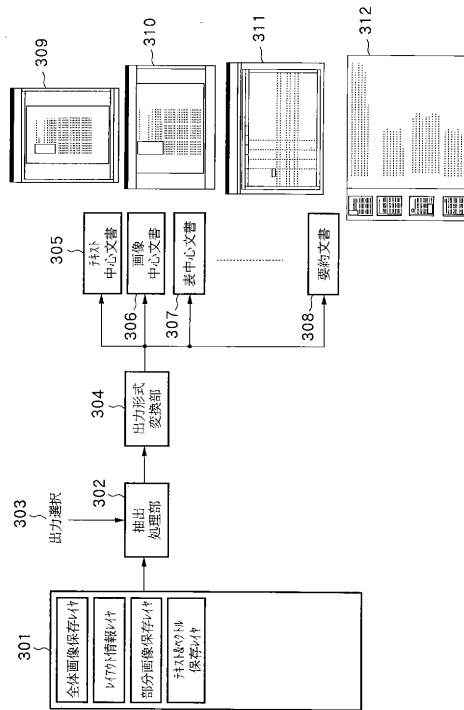 301
全体画像保存レイヤ
レイアウト情報レイヤ
部分画像保存レイヤ
テキスト&ベクトル
保存レイヤ
303
出力選択
302
抽出
処理部
304
出力形式
変換部
305
テキスト
中心文書
306
画像
中心文書
307
表中心文書
308
要約文書
309
310
311
312